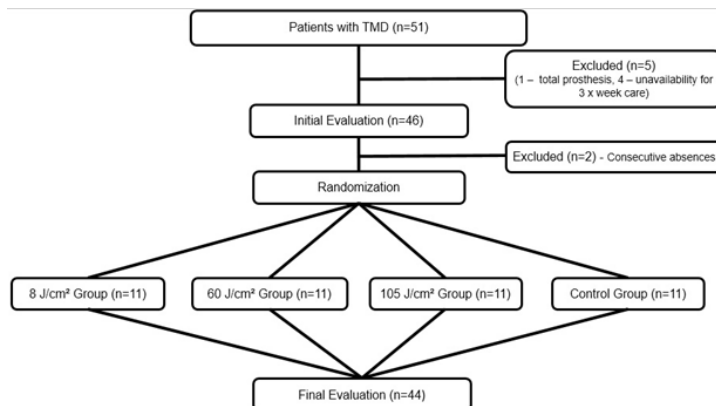 Patients with TMD (n=51)
Excluded (n=5)
(1 – total prosthesis, 4 – unavailability for
3 x week care)
Initial Evaluation (n=46)
Excluded (n=2) - Consecutive absences
Randomization
8 J/cm² Group (n=11)
60 J/cm² Group (n=11)
105 J/cm² Group (n=11)
Control Group (n=11)
Final Evaluation (n=44)